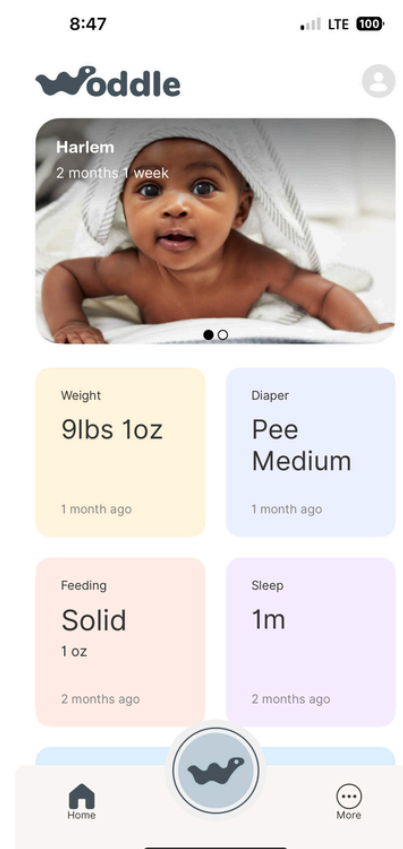 8:47
LTE 100
Woddle
Harlem
2 months 1 week
Weight
9lbs 1oz
1 month ago
Diaper
Pee
Medium
1 month ago
Feeding
Solid
1 oz
2 months ago
Sleep
1m
2 months ago
Home
More